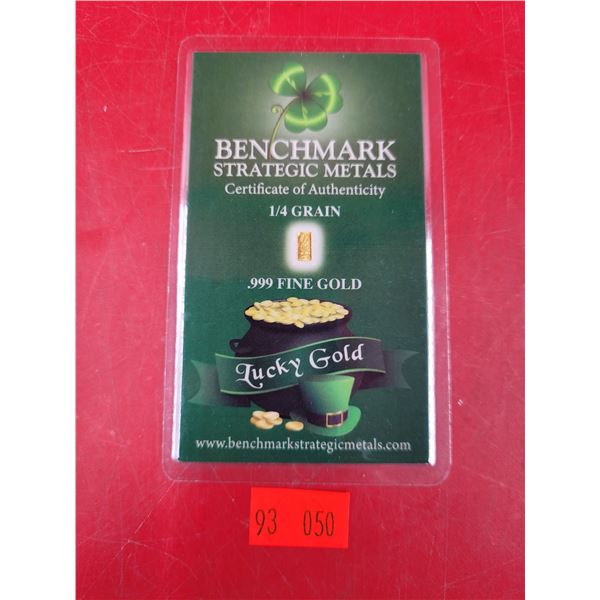 BENCHMARK
STRATEGIC METALS
Certificate of Authenticity
1/4 GRAIN
.999 FINE GOLD
Lucky Gold
www.benchmarkstrategicmetals.com
93 050